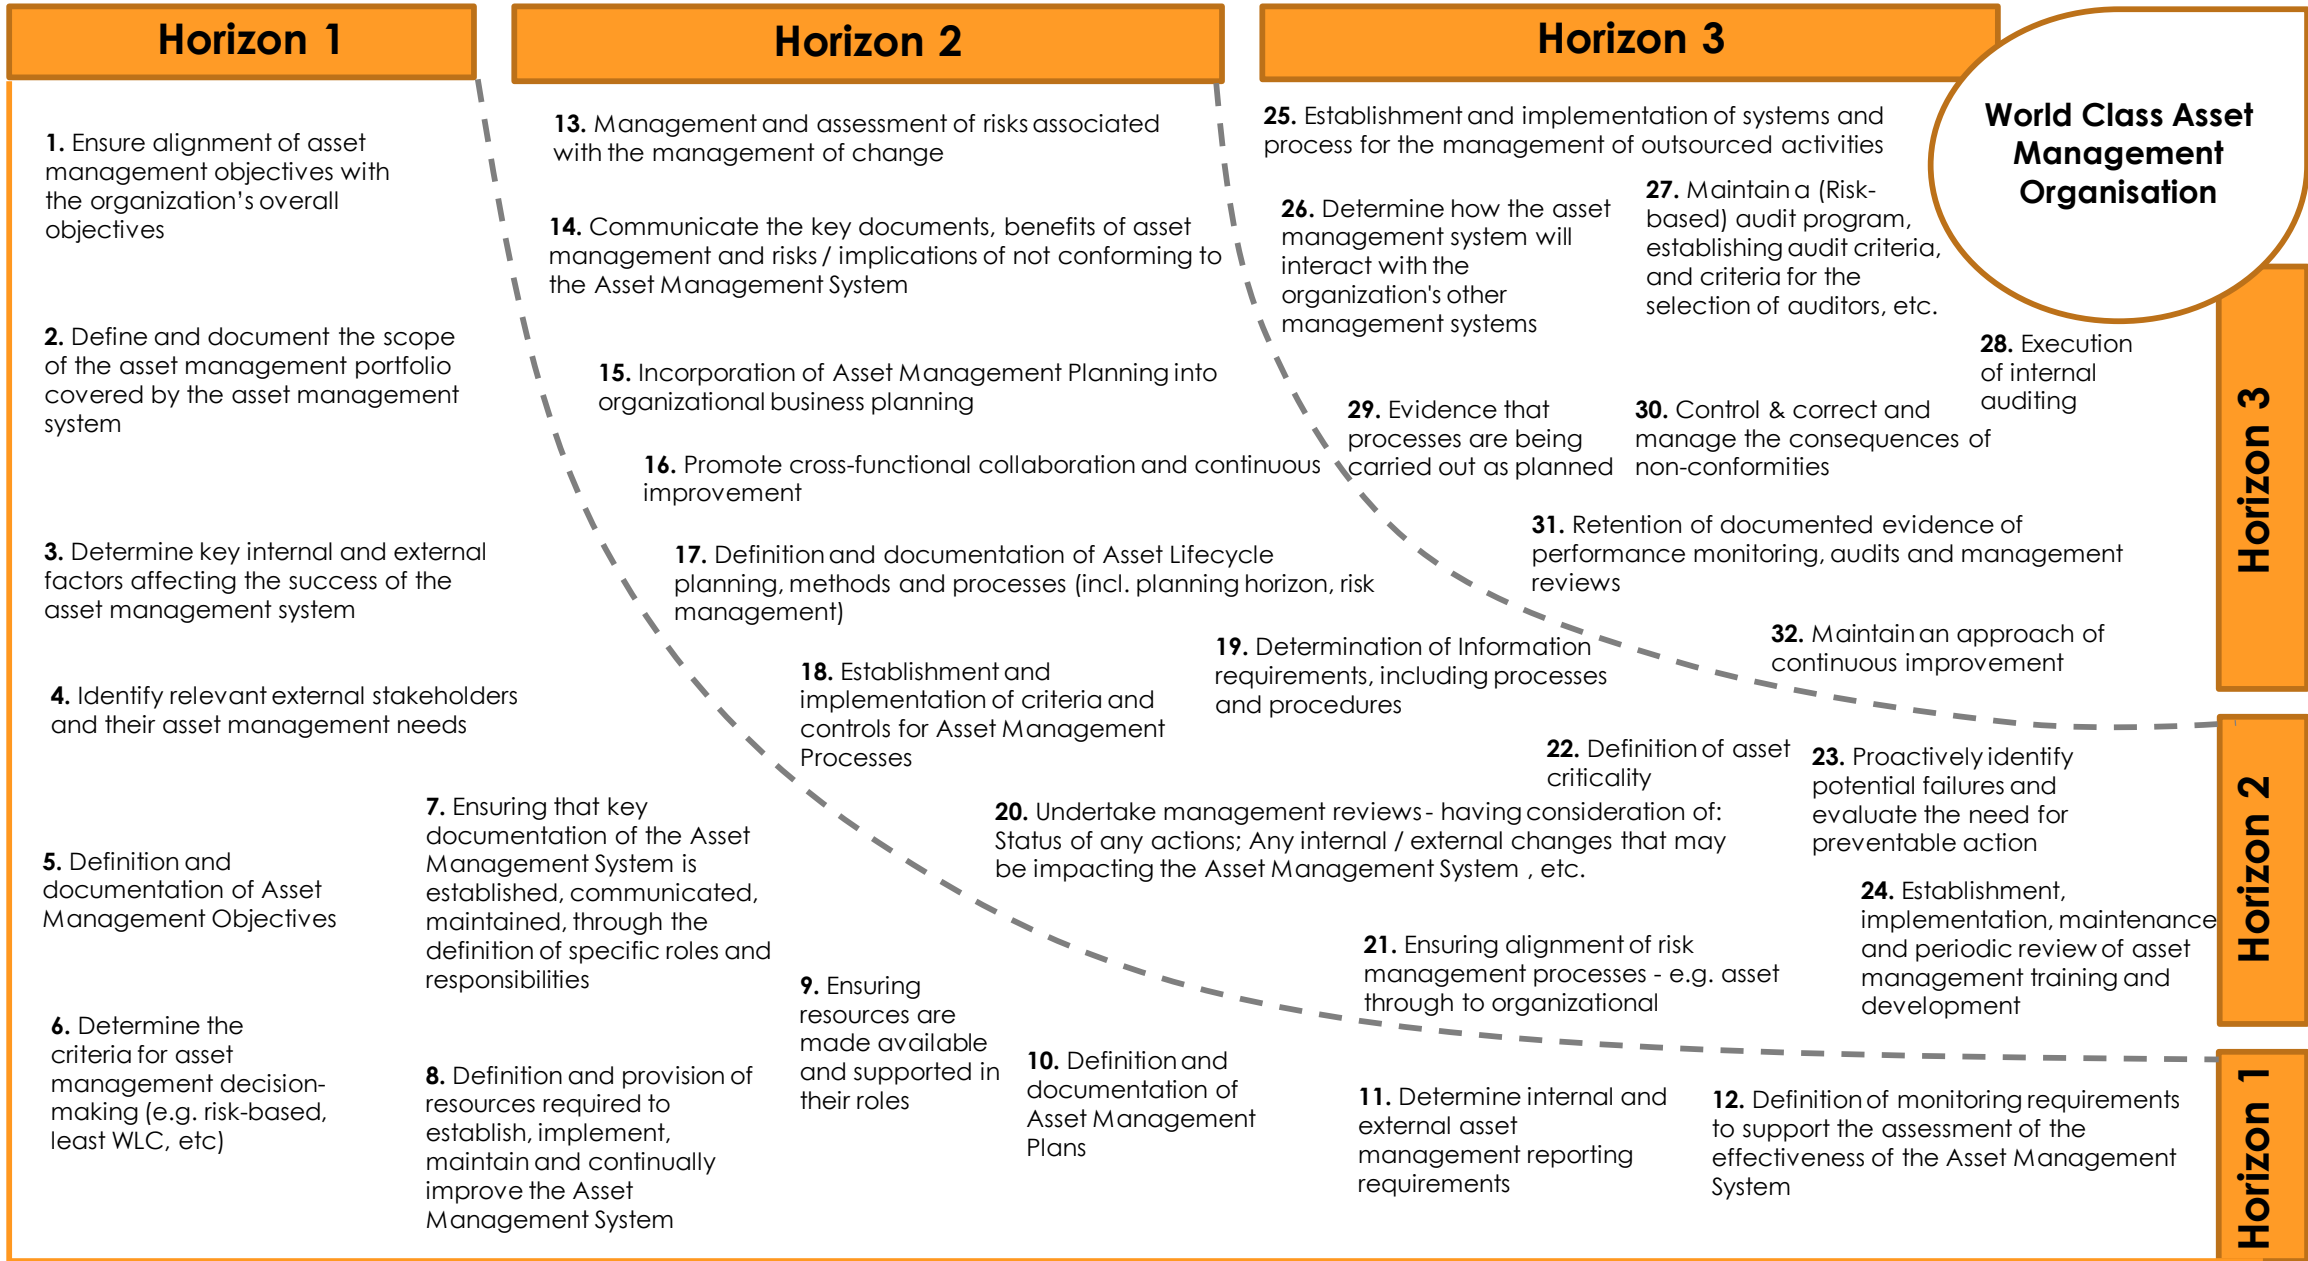 Horizon 1
Horizon 2
Horizon 3
World Class Asset
Management
Organisation
1. Ensure alignment of asset
management objectives with
the organization's overall
objectives
2. Define and document the scope
of the asset management portfolio
covered by the asset management
system
3. Determine key internal and external
factors affecting the success of the
asset management system
4. Identify relevant external stakeholders
and their asset management needs
5. Definition and
documentation of Asset
Management Objectives
6. Determine the
criteria for asset
management decision-
making (e.g. risk-based,
least WLC, etc)
7. Ensuring that key
documentation of the Asset
Management System is
established, communicated,
maintained, through the
definition of specific roles and
responsibilities
8. Definition and provision of
resources required to
establish, implement,
maintain and continually
improve the Asset
Management System
9. Ensuring
resources are
made available
and supported in
their roles
10. Definition and
documentation of
Asset Management
Plans
11. Determine internal and
external asset
management reporting
requirements
12. Definition of monitoring requirements
to support the assessment of the
effectiveness of the Asset Management
System
13. Management and assessment of risks associated
with the management of change
14. Communicate the key documents, benefits of asset
management and risks / implications of not conforming to
the Asset Management System
15. Incorporation of Asset Management Planning into
organizational business planning
16. Promote cross-functional collaboration and continuous
improvement
17. Definition and documentation of Asset Lifecycle
planning, methods and processes (incl. planning horizon, risk
management)
18. Establishment and
implementation of criteria and
controls for Asset Management
Processes
19. Determination of Information
requirements, including processes
and procedures
20. Undertake management reviews - having consideration of:
Status of any actions; Any internal / external changes that may
be impacting the Asset Management System , etc.
21. Ensuring alignment of risk
management processes - e.g. asset
through to organizational
22. Definition of asset
criticality
23. Proactively identify
potential failures and
evaluate the need for
preventable action
24. Establishment,
implementation, maintenance
and periodic review of asset
management training and
development
25. Establishment and implementation of systems and
process for the management of outsourced activities
26. Determine how the asset
management system will
interact with the
organization's other
management systems
27. Maintain a (Risk-
based) audit program,
establishing audit criteria,
and criteria for the
selection of auditors, etc.
28. Execution
of internal
auditing
29. Evidence that
processes are being
carried out as planned
30. Control & correct and
manage the consequences of
non-conformities
31. Retention of documented evidence of
performance monitoring, audits and management
reviews
32. Maintain an approach of
continuous improvement
Horizon 3
Horizon 2
Horizon 1